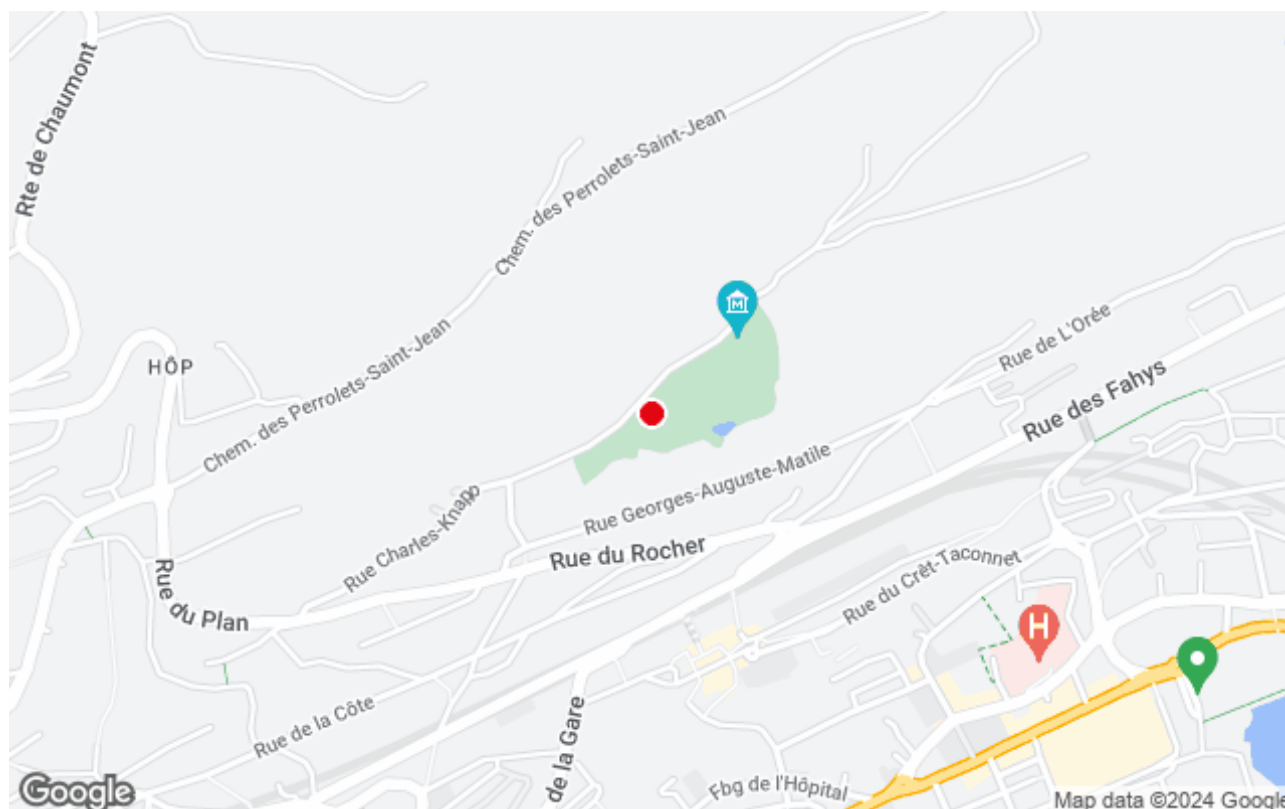 Rte de Chaumont
Chem. des Perrolets-Saint-Jean
Chem. des Perrolets-Saint-Jean
M
HÔP
Rue de L'Orée
Rue des Fahys
Rue Georges-Auguste-Matile
Rue Charles-Knapp
Rue du Rocher
Rue du Plan
Rue du Crêt-Taconnet
H
Rue de la Côte
de la Gare
Fbg de l'Hôpital
Google
Map data ©2024 Google